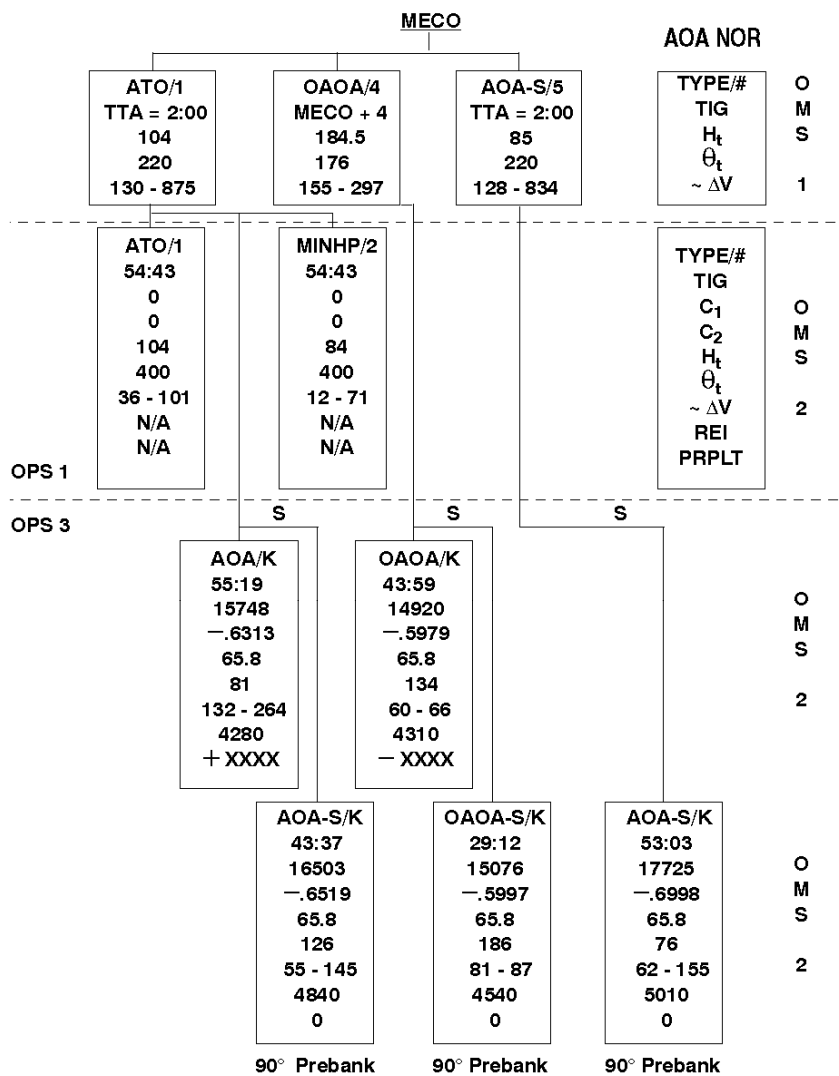 MECO
AOA NOR
ATO/1
TTA = 2:00
104
220
130 - 875
OAOA/4
MECO + 4
184.5
176
155 - 297
AOA-S/5
TTA = 2:00
85
220
128 - 834
TYPE/#
TIG
Hₜ
θₜ
~ ΔV
O
M
S
1
ATO/1
54:43
0
0
104
400
36 - 101
N/A
N/A
MINHP/2
54:43
0
0
84
400
12 - 71
N/A
N/A
TYPE/#
TIG
C₁
C₂
Hₜ
θₜ
~ ΔV
REI
PRPLT
O
M
S
2
OPS 1
OPS 3
S
S
S
AOA/K
55:19
15748
—.6313
65.8
81
132 - 264
4280
+ XXXX
OAOA/K
43:59
14920
—.5979
65.8
134
60 - 66
4310
— XXXX
O
M
S
2
AOA-S/K
43:37
16503
—.6519
65.8
126
55 - 145
4840
0
90° Prebank
OAOA-S/K
29:12
15076
—.5997
65.8
186
81 - 87
4540
0
90° Prebank
AOA-S/K
53:03
17725
—.6998
65.8
76
62 - 155
5010
0
90° Prebank
O
M
S
2